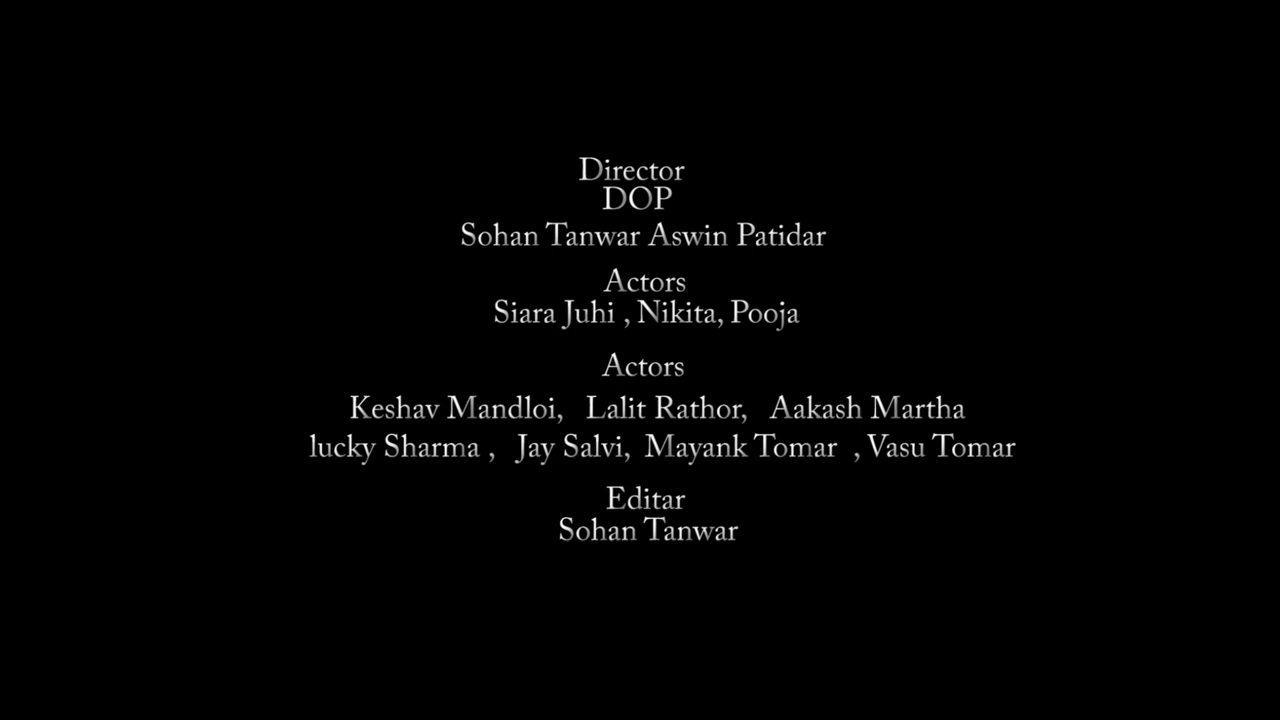 Director
DOP
Sohan Tanwar Aswin Patidar
Actors
Siara Juhi , Nikita, Pooja
Actors
Keshav Mandloi, Lalit Rathor, Aakash Martha
lucky Sharma , Jay Salvi, Mayank Tomar , Vasu Tomar
Editar
Sohan Tanwar